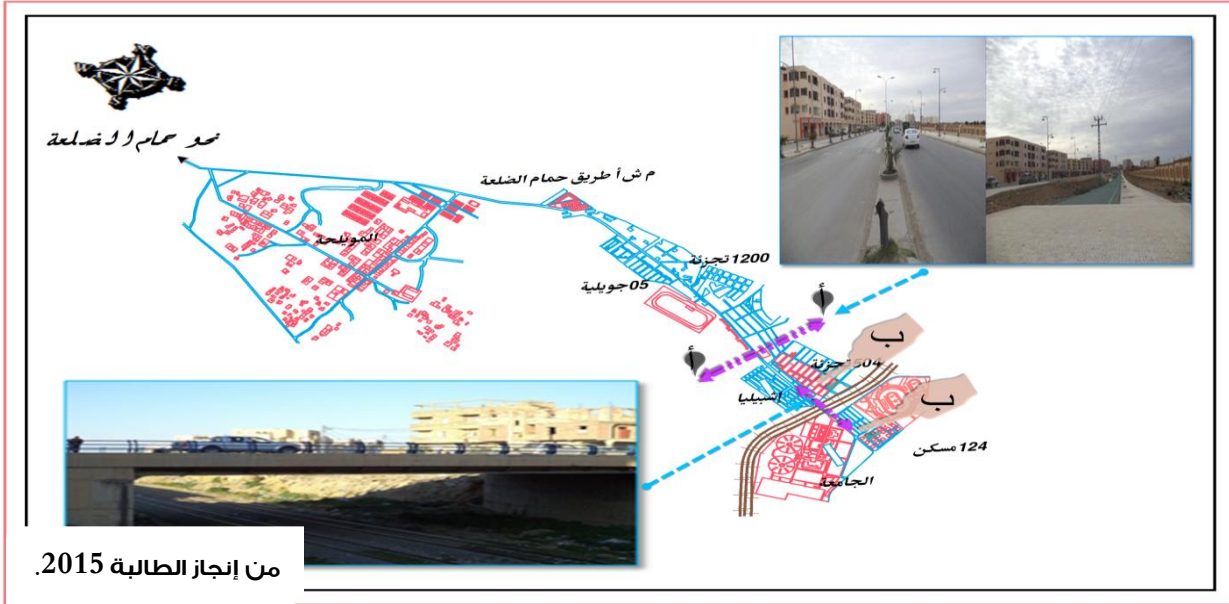 نحو حمام الضلعة
م ش أ طريق حمام الضلعة
المويلحة
1200 تجزئة
05 جويلية
أ
أ
ب
504 تجزئة
اشبيليا
ب
124 مسكن
الجامعة
من إنجاز الطالبة 2015.